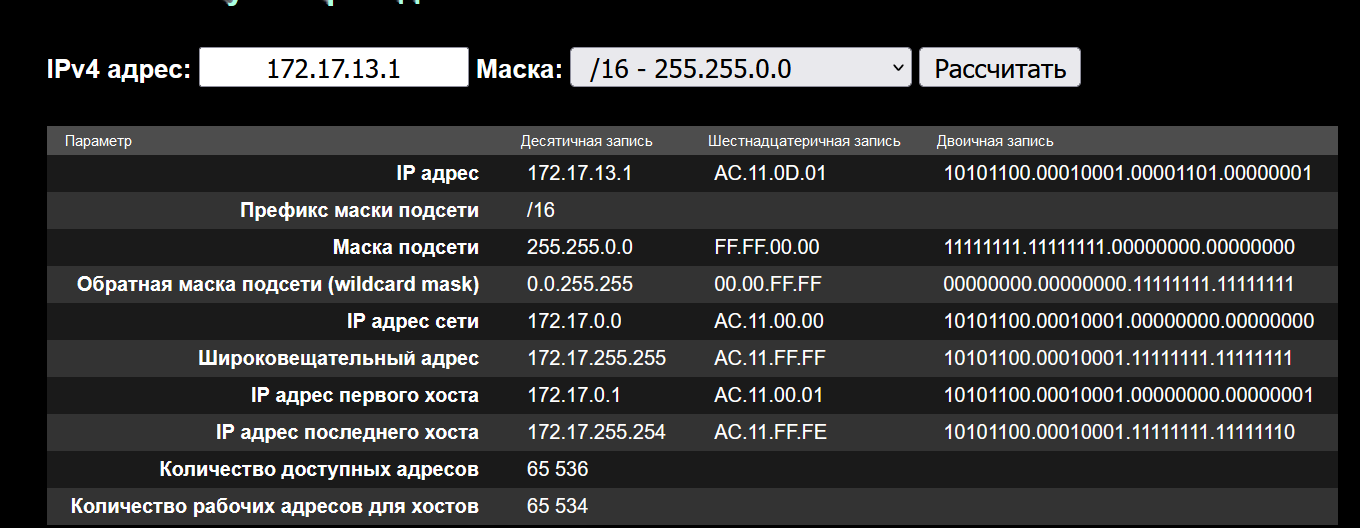 IPv4 адрес: 172.17.13.1 Маска: /16 - 255.255.0.0 Рассчитать
Параметр Десятичная запись Шестнадцатеричная запись Двоичная запись
IP адрес 172.17.13.1 AC.11.0D.01 10101100.00010001.00001101.00000001
Префикс маски подсети /16
Маска подсети 255.255.0.0 FF.FF.00.00 11111111.11111111.00000000.00000000
Обратная маска подсети (wildcard mask) 0.0.255.255 00.00.FF.FF 00000000.00000000.11111111.11111111
IP адрес сети 172.17.0.0 AC.11.00.00 10101100.00010001.00000000.00000000
Широковещательный адрес 172.17.255.255 AC.11.FF.FF 10101100.00010001.11111111.11111111
IP адрес первого хоста 172.17.0.1 AC.11.00.01 10101100.00010001.00000000.00000001
IP адрес последнего хоста 172.17.255.254 AC.11.FF.FE 10101100.00010001.11111111.11111110
Количество доступных адресов 65 536
Количество рабочих адресов для хостов 65 534